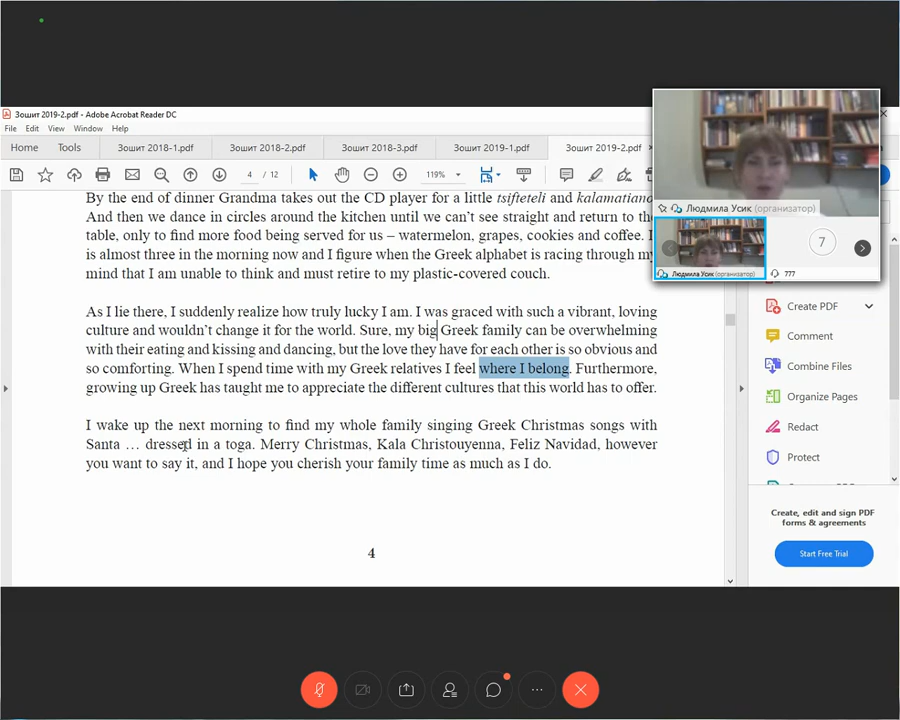 Зошит 2019-2.pdf - Adobe Acrobat Reader DC
File Edit View Window Help
Home Tools Зошит 2018-1.pdf Зошит 2018-2.pdf Зошит 2018-3.pdf Зошит 2019-1.pdf Зошит 2019-2.pdf
4 / 12 119%
Людмила Усик (організатор)
Людмила Усик (організатор)
7
777
By the end of dinner Grandma takes out the CD player for a little tsifteteli and kalamatiano.
And then we dance in circles around the kitchen until we can't see straight and return to the
table, only to find more food being served for us – watermelon, grapes, cookies and coffee.
is almost three in the morning now and I figure when the Greek alphabet is racing through my
mind that I am unable to think and must retire to my plastic-covered couch.
As I lie there, I suddenly realize how truly lucky I am. I was graced with such a vibrant, loving
culture and wouldn't change it for the world. Sure, my big Greek family can be overwhelming
with their eating and kissing and dancing, but the love they have for each other is so obvious and
so comforting. When I spend time with my Greek relatives I feel where I belong. Furthermore,
growing up Greek has taught me to appreciate the different cultures that this world has to offer.
I wake up the next morning to find my whole family singing Greek Christmas songs with
Santa … dressed in a toga. Merry Christmas, Kala Christouyenna, Feliz Navidad, however
you want to say it, and I hope you cherish your family time as much as I do.
4
Create PDF
Comment
Combine Files
Organize Pages
Redact
Protect
Create, edit and sign PDF
forms & agreements
Start Free Trial